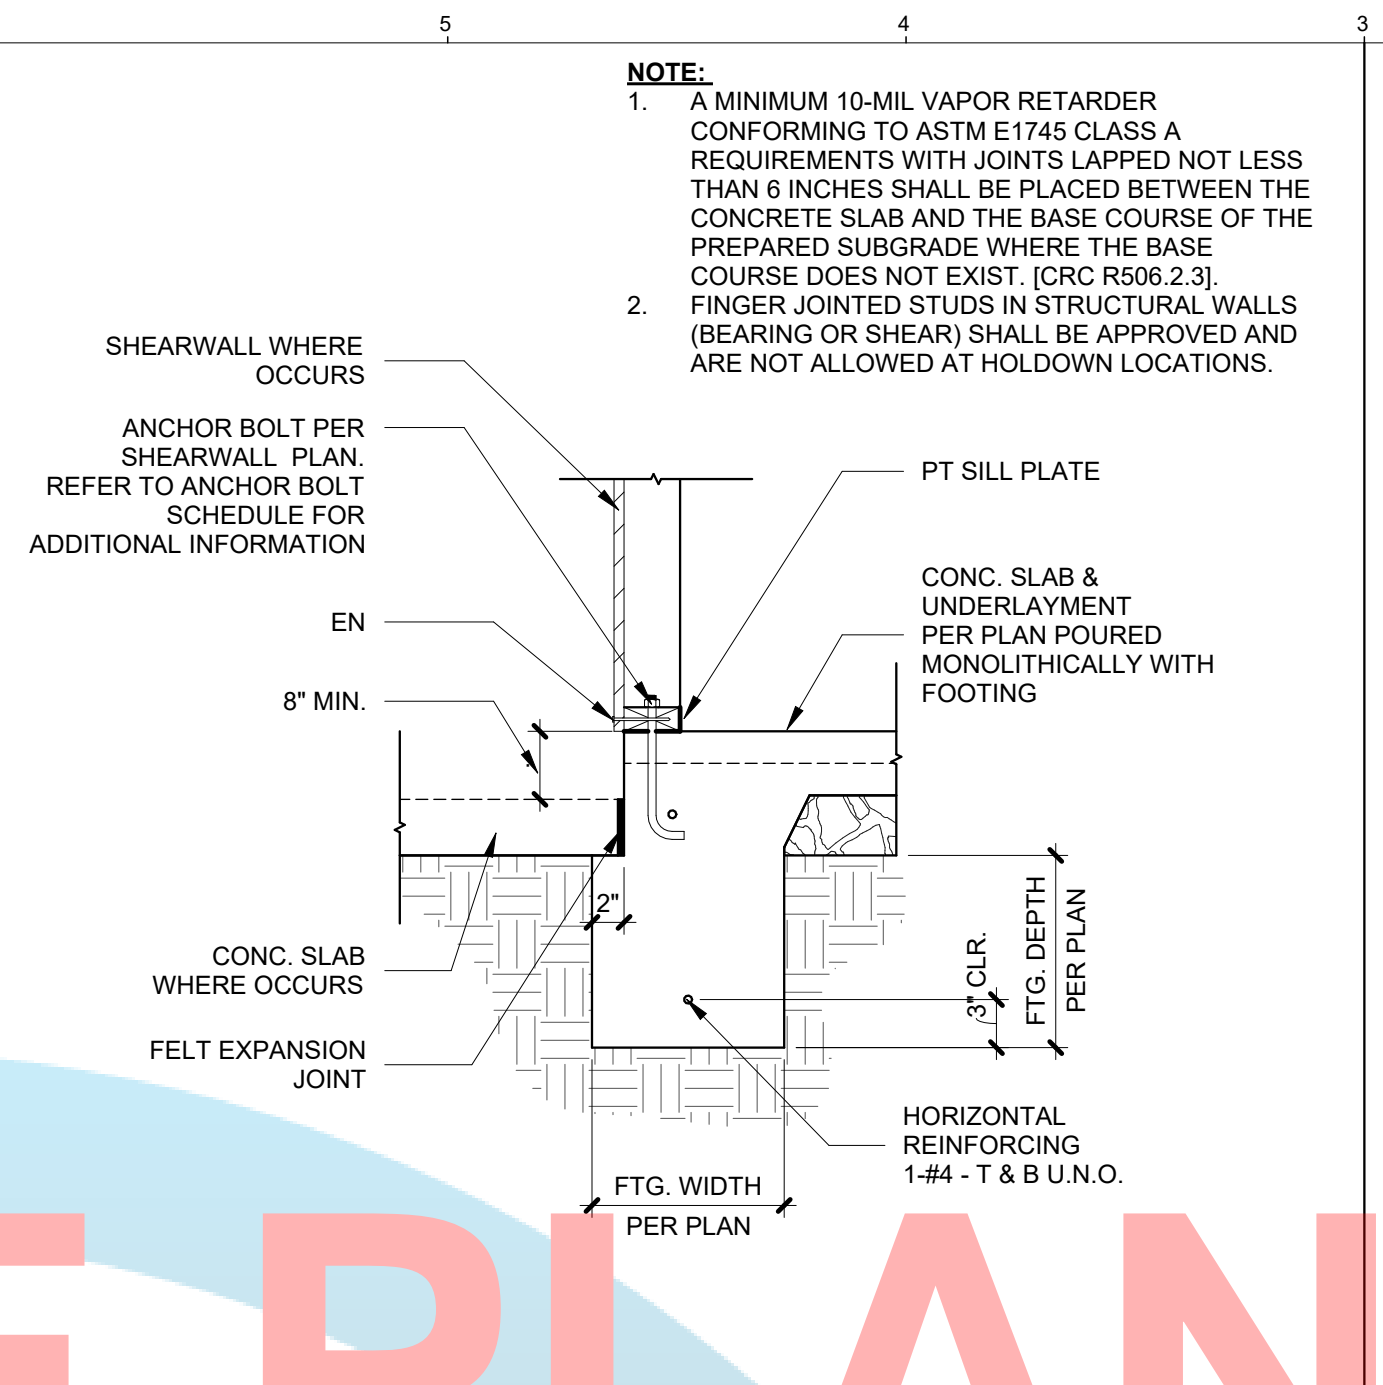 5
4
3
NOTE:
1. A MINIMUM 10-MIL VAPOR RETARDER
CONFORMING TO ASTM E1745 CLASS A
REQUIREMENTS WITH JOINTS LAPPED NOT LESS
THAN 6 INCHES SHALL BE PLACED BETWEEN THE
CONCRETE SLAB AND THE BASE COURSE OF THE
PREPARED SUBGRADE WHERE THE BASE
COURSE DOES NOT EXIST. [CRC R506.2.3].
2. FINGER JOINTED STUDS IN STRUCTURAL WALLS
(BEARING OR SHEAR) SHALL BE APPROVED AND
ARE NOT ALLOWED AT HOLDOWN LOCATIONS.
SHEARWALL WHERE
OCCURS
ANCHOR BOLT PER
SHEARWALL PLAN.
REFER TO ANCHOR BOLT
SCHEDULE FOR
ADDITIONAL INFORMATION
EN
8" MIN.
PT SILL PLATE
CONC. SLAB &
UNDERLAYMENT
PER PLAN POURED
MONOLITHICALLY WITH
FOOTING
2"
CONC. SLAB
WHERE OCCURS
FELT EXPANSION
JOINT
3" CLR.
FTG. DEPTH
PER PLAN
HORIZONTAL
REINFORCING
1-#4 - T & B U.N.O.
FTG. WIDTH
PER PLAN
E PLAN